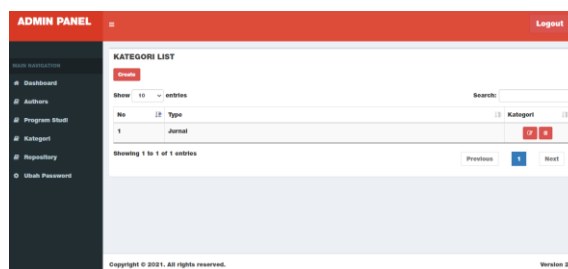 ADMIN PANEL
Logout
MAIN NAVIGATION
Dashboard
Authors
Program Studi
Kategori
Repository
Ubah Password
KATEGORI LIST
Create
Show 10 entries
Search:
No Type Kategori
1 Jurnal
Showing 1 to 1 of 1 entries
Previous 1 Next
Copyright © 2021. All rights reserved.
Version 2